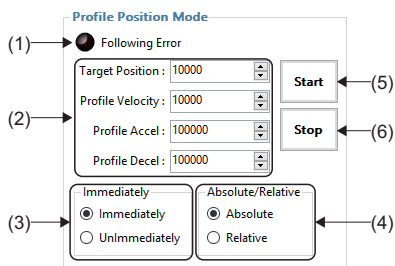 Profile Position Mode
(1) Following Error
Target Position : 10000
Profile Velocity : 10000
Profile Accel : 100000
Profile Decel : 100000
(2)
Start
(5)
Stop
(6)
Immediately
Immediately
UnImmediately
(3)
Absolute/Relative
Absolute
Relative
(4)